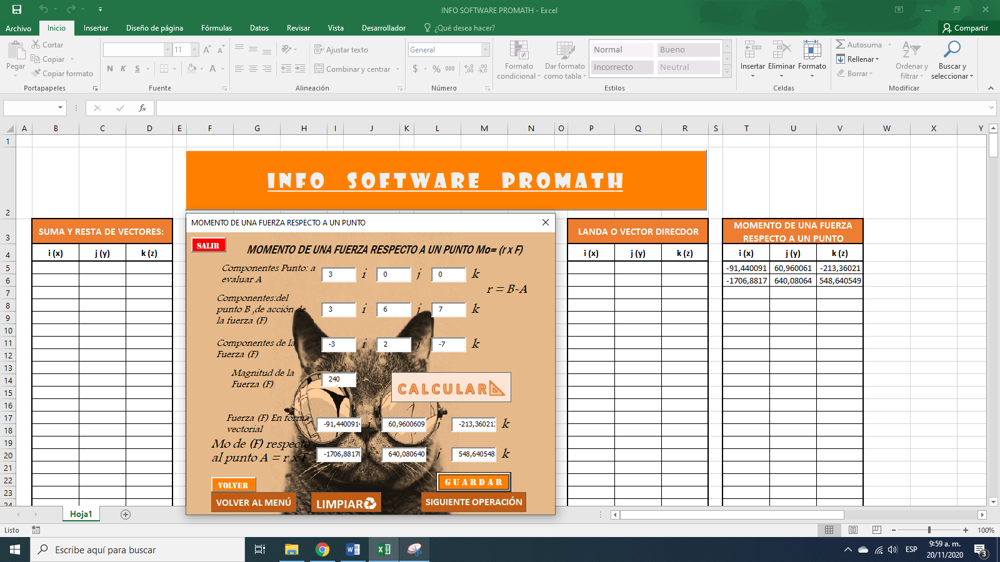 INFO SOFTWARE PROMATH - Excel
Archivo Inicio Insertar Diseño de página Fórmulas Datos Revisar Vista Desarrollador ¿Qué desea hacer? Compartir
Pegar
Cortar
Copiar
Copiar formato
Portapapeles
11
N K S
Fuente
Ajustar texto
Combinar y centrar
Alineación
General
$ % 000
Número
Formato condicional
Dar formato como tabla
Normal Bueno
Incorrecto Neutral
Estilos
Insertar Eliminar Formato
Celdas
Autosuma
Rellenar
Borrar
Ordenar y filtrar
Buscar y seleccionar
Modificar
fx
A B C D E F G H I J K L M N O P Q R S T U V W X Y
1
2
3
4
5
6
7
8
9
10
11
12
13
14
15
16
17
18
19
20
21
22
23
24
INFO SOFTWARE PROMATH
SUMA Y RESTA DE VECTORES:
i (x) j (y) k (z)
LANDA O VECTOR DIRECDOR
i (x) j (y) k (z)
MOMENTO DE UNA FUERZA
RESPECTO A UN PUNTO
i (x) j (y) k (z)
-91,440091 60,960061 -213,36021
-1706,8817 640,08064 548,640549
MOMENTO DE UNA FUERZA RESPECTO A UN PUNTO
SALIR
MOMENTO DE UNA FUERZA RESPECTO A UN PUNTO Mo= (r x F)
Componentes Punto: a
evaluar A
3 i 0 j 0 k
r = B-A
Componentes:del
punto B ,de acción de
la fuerza (F)
3 i 6 j 7 k
Componentes de la
Fuerza (F)
-3 i 2 j -7 k
Magnitud de la
Fuerza (F)
240
CALCULAR
Fuerza (F) En forma
vectorial
-91,4400914 i 60,9600609 j -213,360213 k
Mo de (F) respecto
al punto A = r x F
-1706,88170 i 640,080640 j 548,640548 k
VOLVER
GUARDAR
VOLVER AL MENÚ
LIMPIAR
SIGUIENTE OPERACIÓN
Hoja1
Listo
100%
Escribe aquí para buscar
ESP
9:59 a. m.
20/11/2020
3